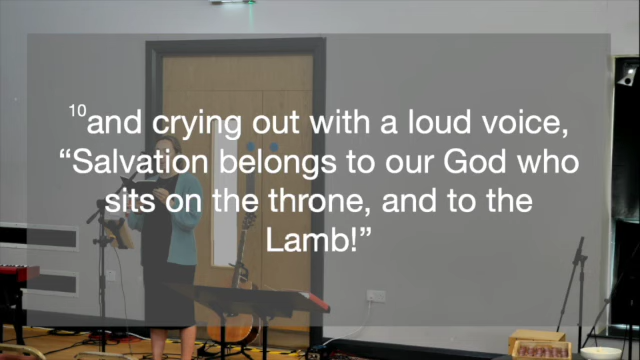 10and crying out with a loud voice,
“Salvation belongs to our God who
sits on the throne, and to the
Lamb!”